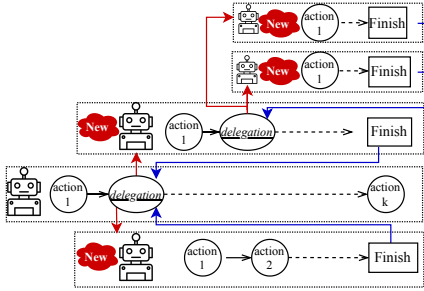 New
action
1
Finish
New
action
1
Finish
New
action
1
delegation
Finish
action
1
delegation
action
k
New
action
1
action
2
Finish